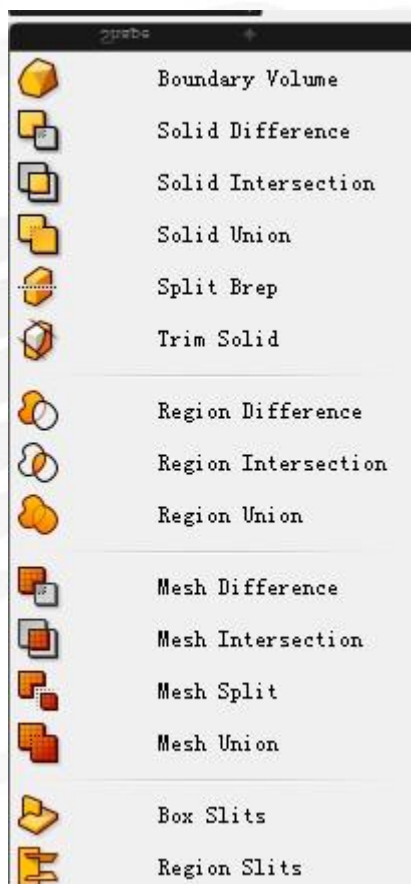 Shape
Boundary Volume
Solid Difference
Solid Intersection
Solid Union
Split Brep
Trim Solid
Region Difference
Region Intersection
Region Union
Mesh Difference
Mesh Intersection
Mesh Split
Mesh Union
Box Slits
Region Slits